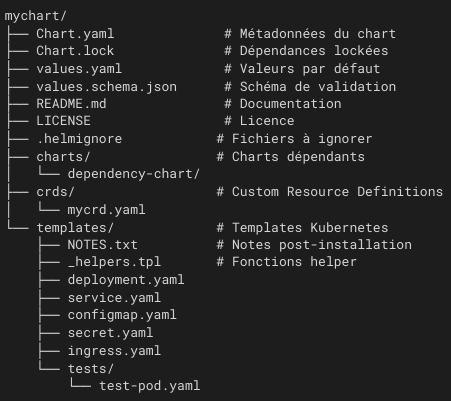 mychart/
├── Chart.yaml              # Métadonnées du chart
├── Chart.lock              # Dépendances lockées
├── values.yaml             # Valeurs par défaut
├── values.schema.json      # Schéma de validation
├── README.md               # Documentation
├── LICENSE                 # Licence
├── .helmignore            # Fichiers à ignorer
├── charts/                # Charts dépendants
│   └── dependency-chart/
├── crds/                  # Custom Resource Definitions
│   └── mycrd.yaml
└── templates/             # Templates Kubernetes
    ├── NOTES.txt          # Notes post-installation
    ├── _helpers.tpl       # Fonctions helper
    ├── deployment.yaml
    ├── service.yaml
    ├── configmap.yaml
    ├── secret.yaml
    ├── ingress.yaml
    └── tests/
        └── test-pod.yaml